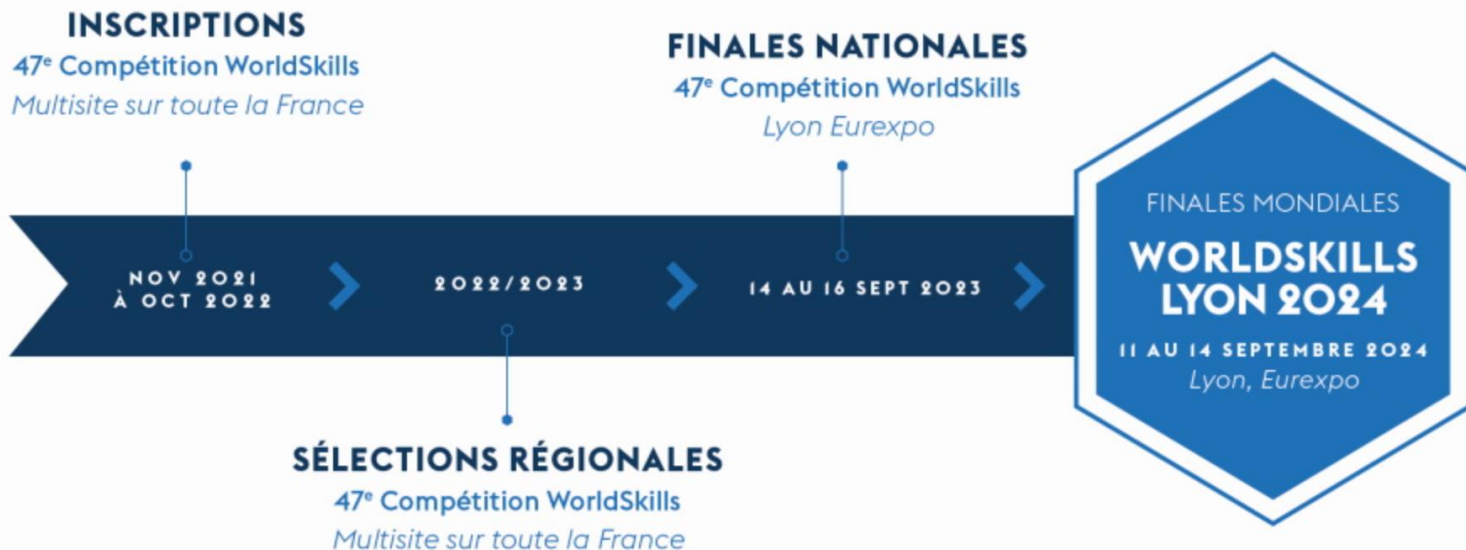 INSCRIPTIONS
47e Compétition WorldSkills
Multisite sur toute la France
FINALES NATIONALES
47e Compétition WorldSkills
Lyon Eurexpo
NOV 2021
À OCT 2022
2022/2023
14 AU 16 SEPT 2023
FINALES MONDIALES
WORLDSKILLS
LYON 2024
11 AU 14 SEPTEMBRE 2024
Lyon, Eurexpo
SÉLECTIONS RÉGIONALES
47e Compétition WorldSkills
Multisite sur toute la France